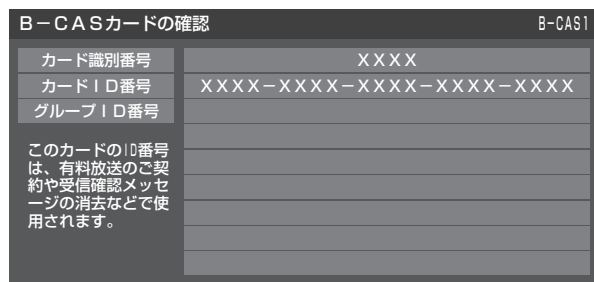 B－CASカードの確認 B-CAS1
カード識別番号 XXXX
カードID番号 XXXX－XXXX－XXXX－XXXX－XXXX
グループID番号
このカードのID番号
は、有料放送のご契
約や受信確認メッセ
ージの消去などで使
用されます。